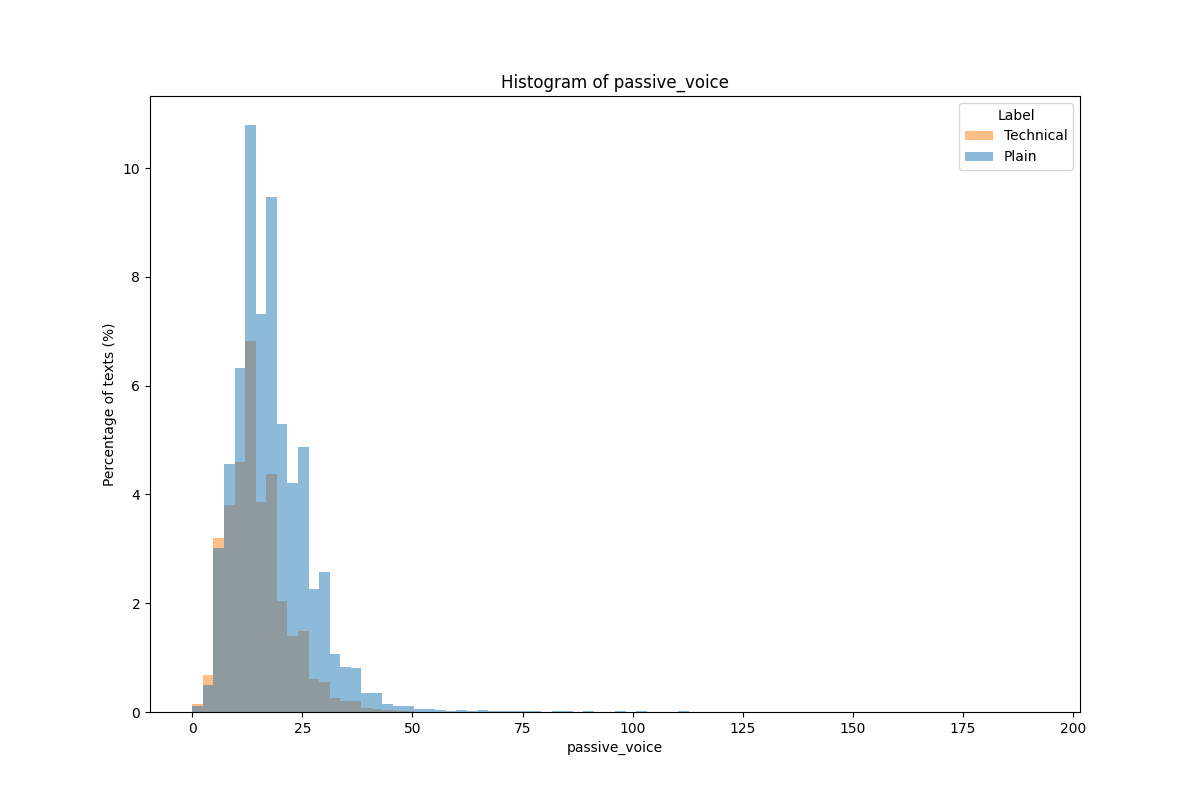 Histogram of passive_voice
Label
Technical
Plain
Percentage of texts (%)
10
8
6
4
2
0
0 25 50 75 100 125 150 175 200
passive_voice